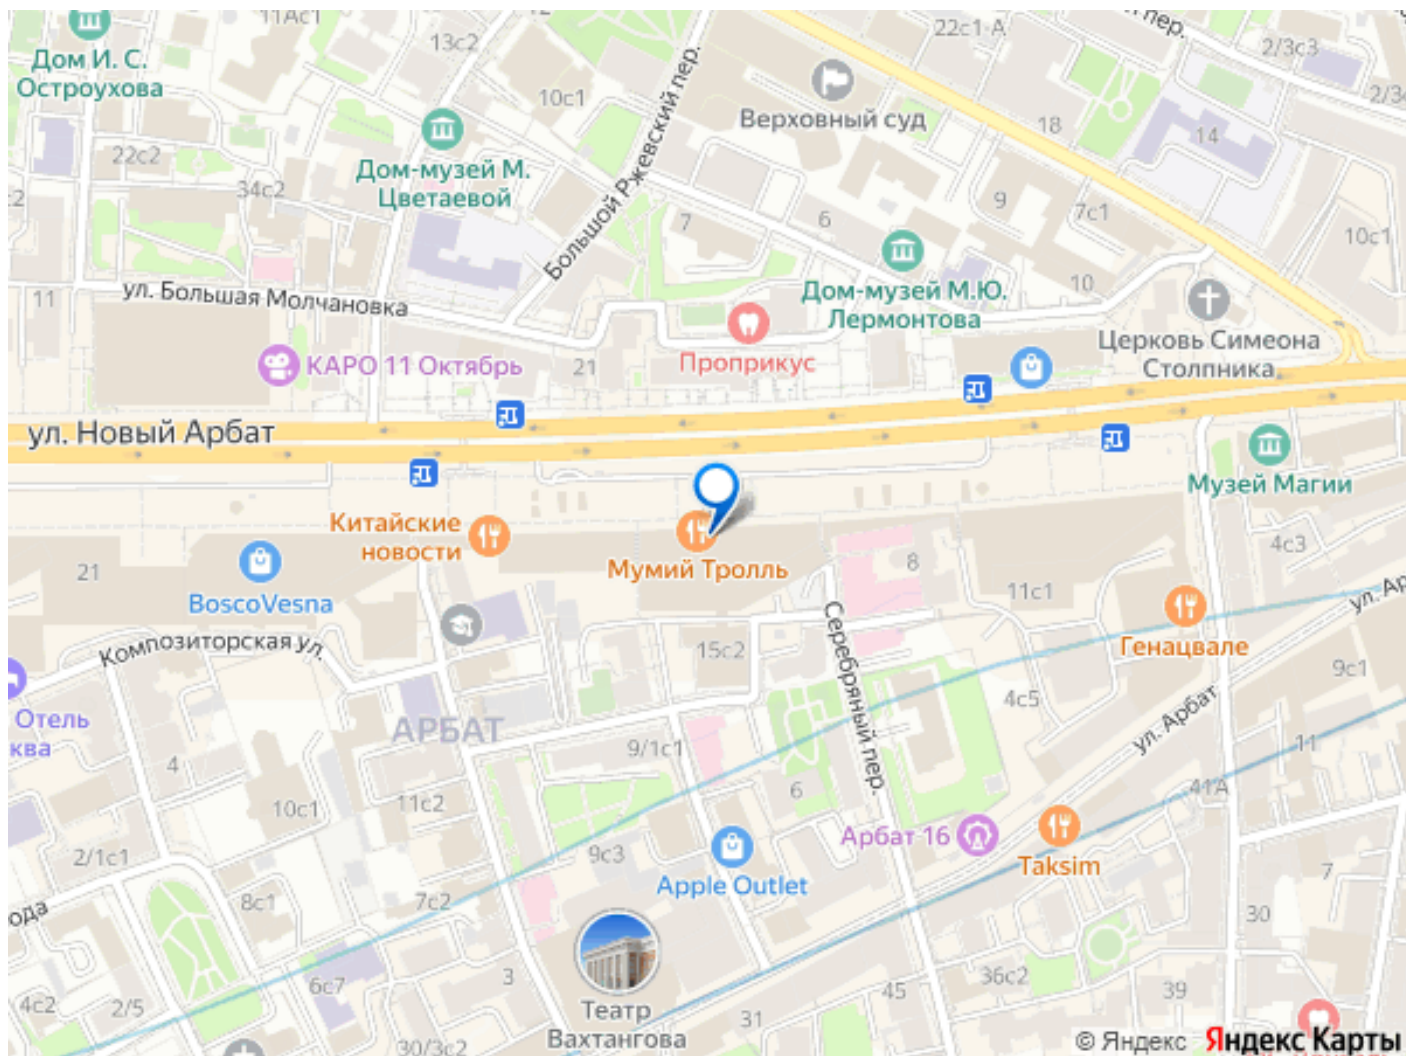 11Ас1
12
22с1-А
пер.
2/3с3
Дом И. С.
Остроухова
13с2
10с1
Верховный суд
18
14
2/3
22с2
34с2
Дом-музей М.
Цветаевой
Большой Ржевский пер.
7
6
9
7с1
10с1
11
ул. Большая Молчановка
Дом-музей М.Ю.
Лермонтова
10
Церковь Симеона
Столпника
КАРО 11 Октябрь
21
Проприкус
ул. Новый Арбат
Музей Магии
Китайские
новости
Мумий Тролль
21
BoscoVesna
8
11с1
4с3
ул. Ар
Композиторская ул.
15с2
Серебряный пер.
Генацвале
9с1
Отель
ква
АРБАТ
4с5
ул. Арбат
9/1с1
11
4
10с1
11с2
6
41А
2/1с1
9с3
Арбат 16
Taksim
Apple Outlet
7
ода
8с1
7с2
30
4с2
2/5
6с7
3
Театр
Вахтангова
31
45
36с2
39
30/3с2
© Яндекс Яндекс Карты